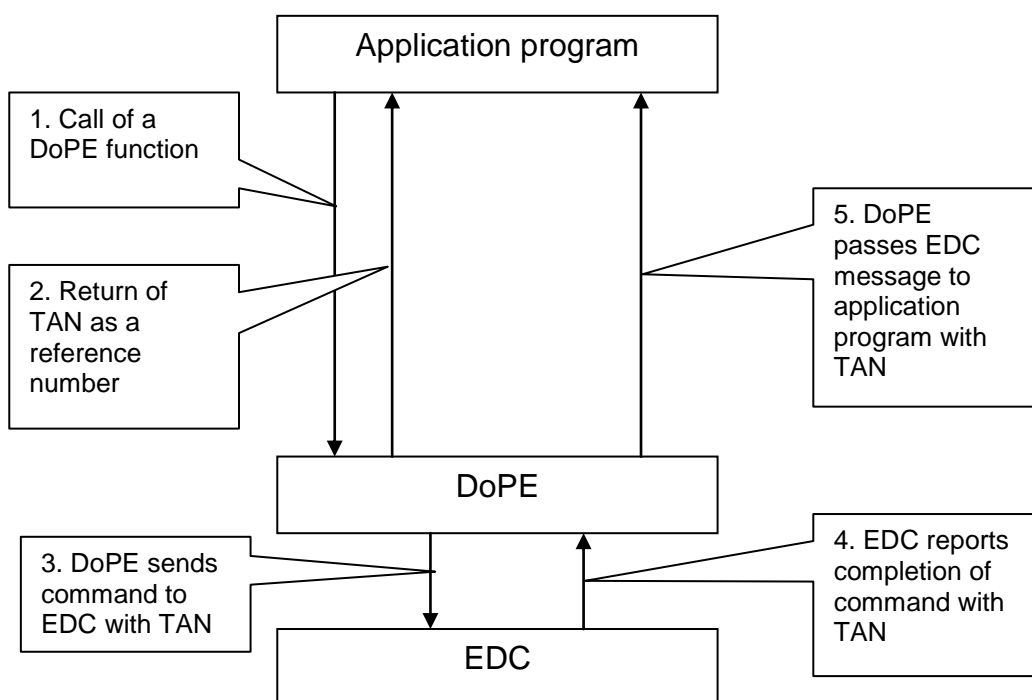 Application program
1. Call of a
DoPE function
2. Return of
TAN as a
reference
number
5. DoPE
passes EDC
message to
application
program with
TAN
DoPE
3. DoPE sends
command to
EDC with TAN
4. EDC reports
completion of
command with
TAN
EDC